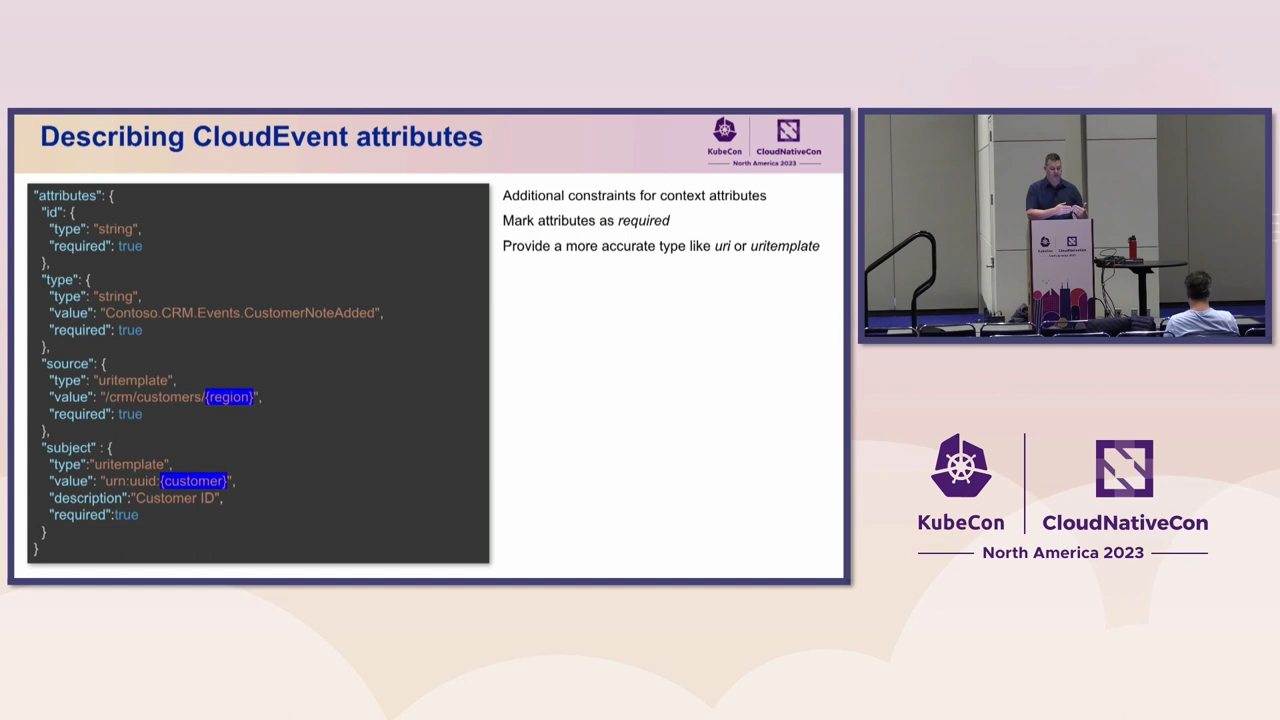 Describing CloudEvent attributes
KubeCon
CloudNativeCon
North America 2023
"attributes": {
"id": {
"type": "string",
"required": true
},
"type": {
"type": "string",
"value": "Contoso.CRM.Events.CustomerNoteAdded",
"required": true
},
"source": {
"type": "uritemplate",
"value": "/crm/customers/{region}",
"required": true
},
"subject" : {
"type":"uritemplate",
"value": "urn:uuid:{customer}",
"description":"Customer ID",
"required":true
}
}
Additional constraints for context attributes
Mark attributes as required
Provide a more accurate type like uri or uritemplate
KubeCon
CloudNativeCon
North America 2023